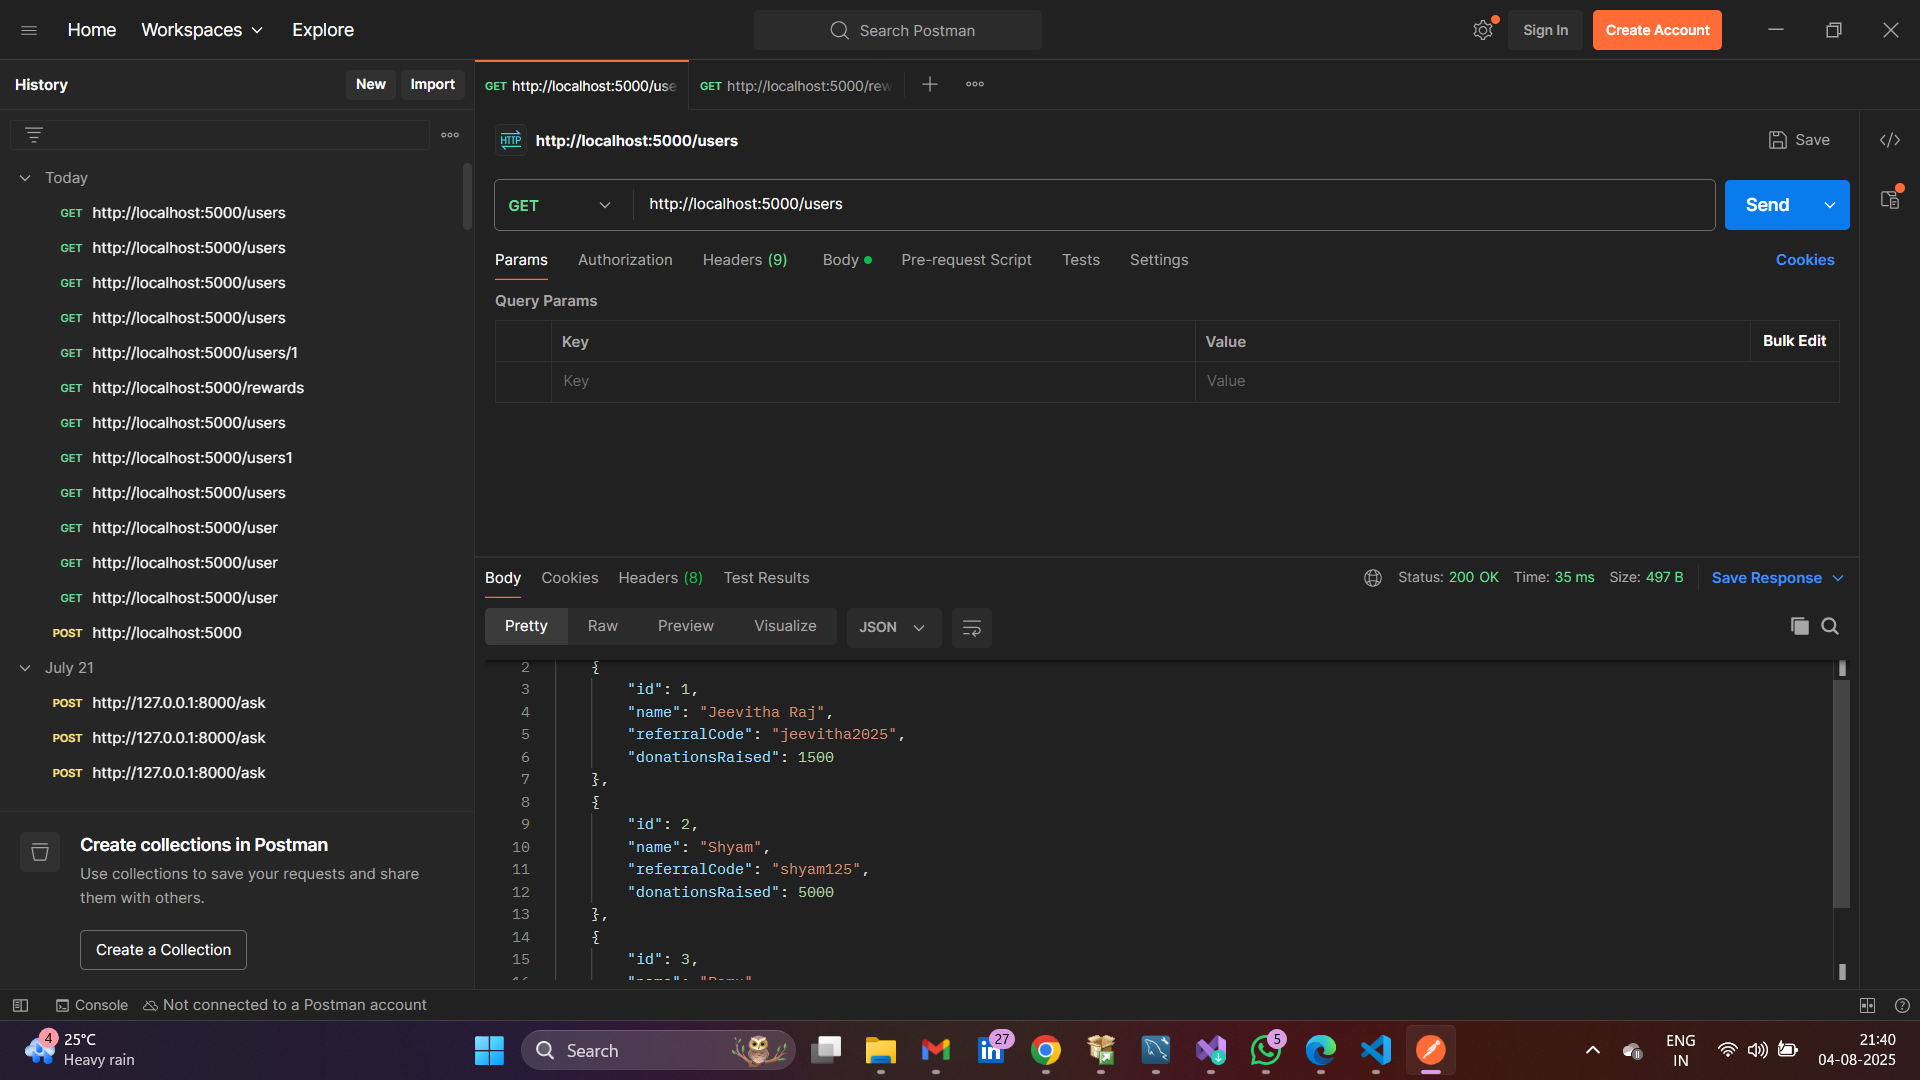 Home
Workspaces
Explore
Search Postman
Sign In
Create Account
History
New
Import
GET http://localhost:5000/use
GET http://localhost:5000/rew
HTTP
http://localhost:5000/users
Save
Today
GET http://localhost:5000/users
GET http://localhost:5000/users
GET http://localhost:5000/users
GET http://localhost:5000/users
GET http://localhost:5000/users/1
GET http://localhost:5000/rewards
GET http://localhost:5000/users
GET http://localhost:5000/users1
GET http://localhost:5000/users
GET http://localhost:5000/user
GET http://localhost:5000/user
GET http://localhost:5000/user
POST http://localhost:5000
July 21
POST http://127.0.0.1:8000/ask
POST http://127.0.0.1:8000/ask
POST http://127.0.0.1:8000/ask
Create collections in Postman
Use collections to save your requests and share
them with others.
Create a Collection
GET
http://localhost:5000/users
Send
Params
Authorization
Headers (9)
Body
Pre-request Script
Tests
Settings
Cookies
Query Params
Key
Value
Bulk Edit
Key
Value
Body
Cookies
Headers (8)
Test Results
Status: 200 OK
Time: 35 ms
Size: 497 B
Save Response
Pretty
Raw
Preview
Visualize
JSON
2 {
3 "id": 1,
4 "name": "Jeevitha Raj",
5 "referralCode": "jeevitha2025",
6 "donationsRaised": 1500
7 },
8 {
9 "id": 2,
10 "name": "Shyam",
11 "referralCode": "shyam125",
12 "donationsRaised": 5000
13 },
14 {
15 "id": 3,
Console
Not connected to a Postman account
4
25°C
Heavy rain
Search
27
5
ENG
IN
21:40
04-08-2025